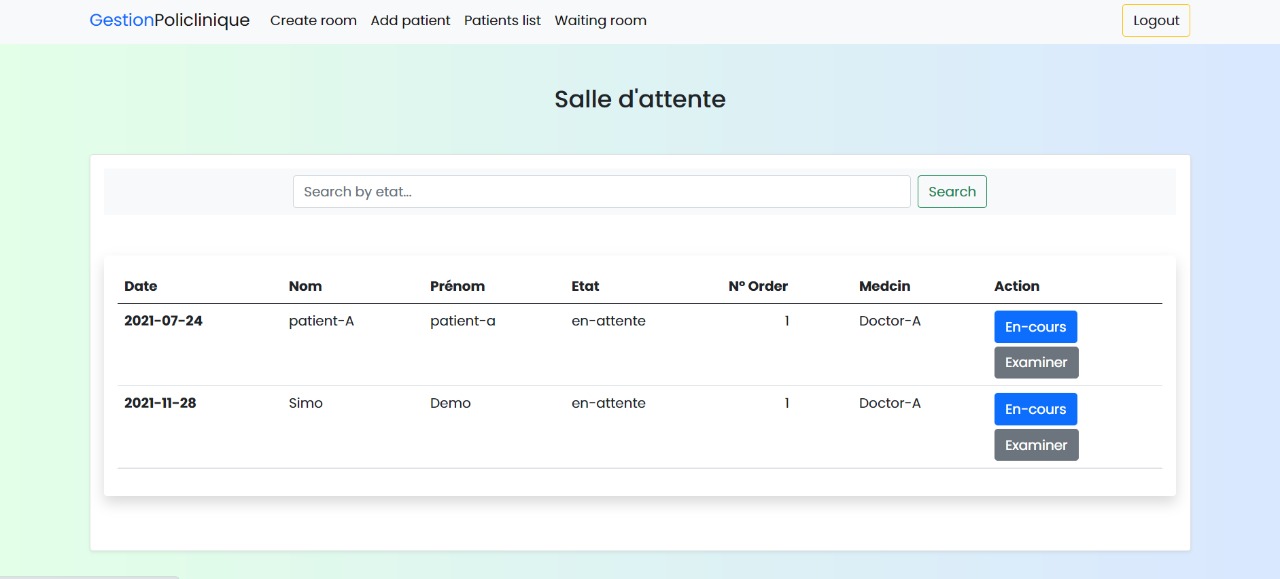 GestionPoliclinique Create room Add patient Patients list Waiting room Logout
Salle d'attente
Search by etat... Search
Date Nom Prénom Etat N° Order Medcin Action
2021-07-24 patient-A patient-a en-attente 1 Doctor-A En-cours
Examiner
2021-11-28 Simo Demo en-attente 1 Doctor-A En-cours
Examiner